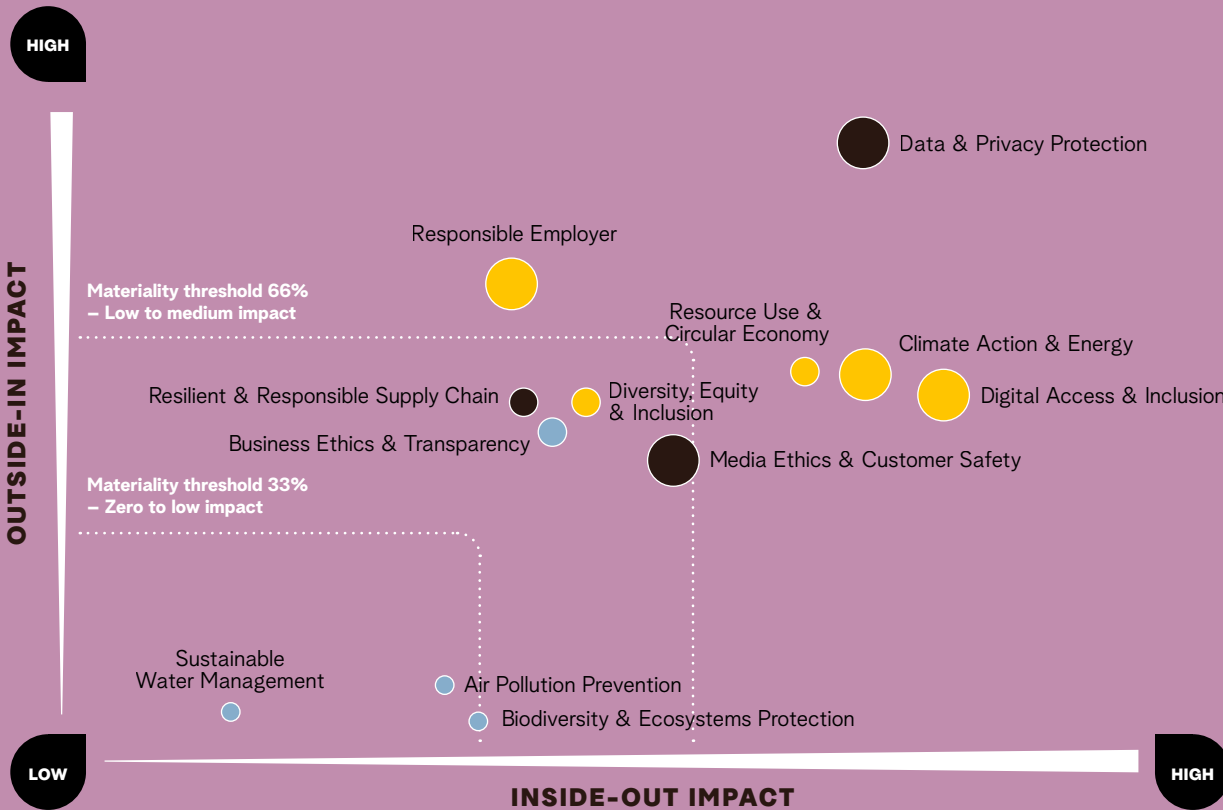 HIGH
Data & Privacy Protection
Responsible Employer
Materiality threshold 66%
– Low to medium impact
Resource Use &
Circular Economy
Climate Action & Energy
Digital Access & Inclusion
Resilient & Responsible Supply Chain
Diversity, Equity
& Inclusion
Business Ethics & Transparency
Media Ethics & Customer Safety
Materiality threshold 33%
– Zero to low impact
OUTSIDE-IN IMPACT
Sustainable
Water Management
Air Pollution Prevention
Biodiversity & Ecosystems Protection
LOW
HIGH
INSIDE-OUT IMPACT